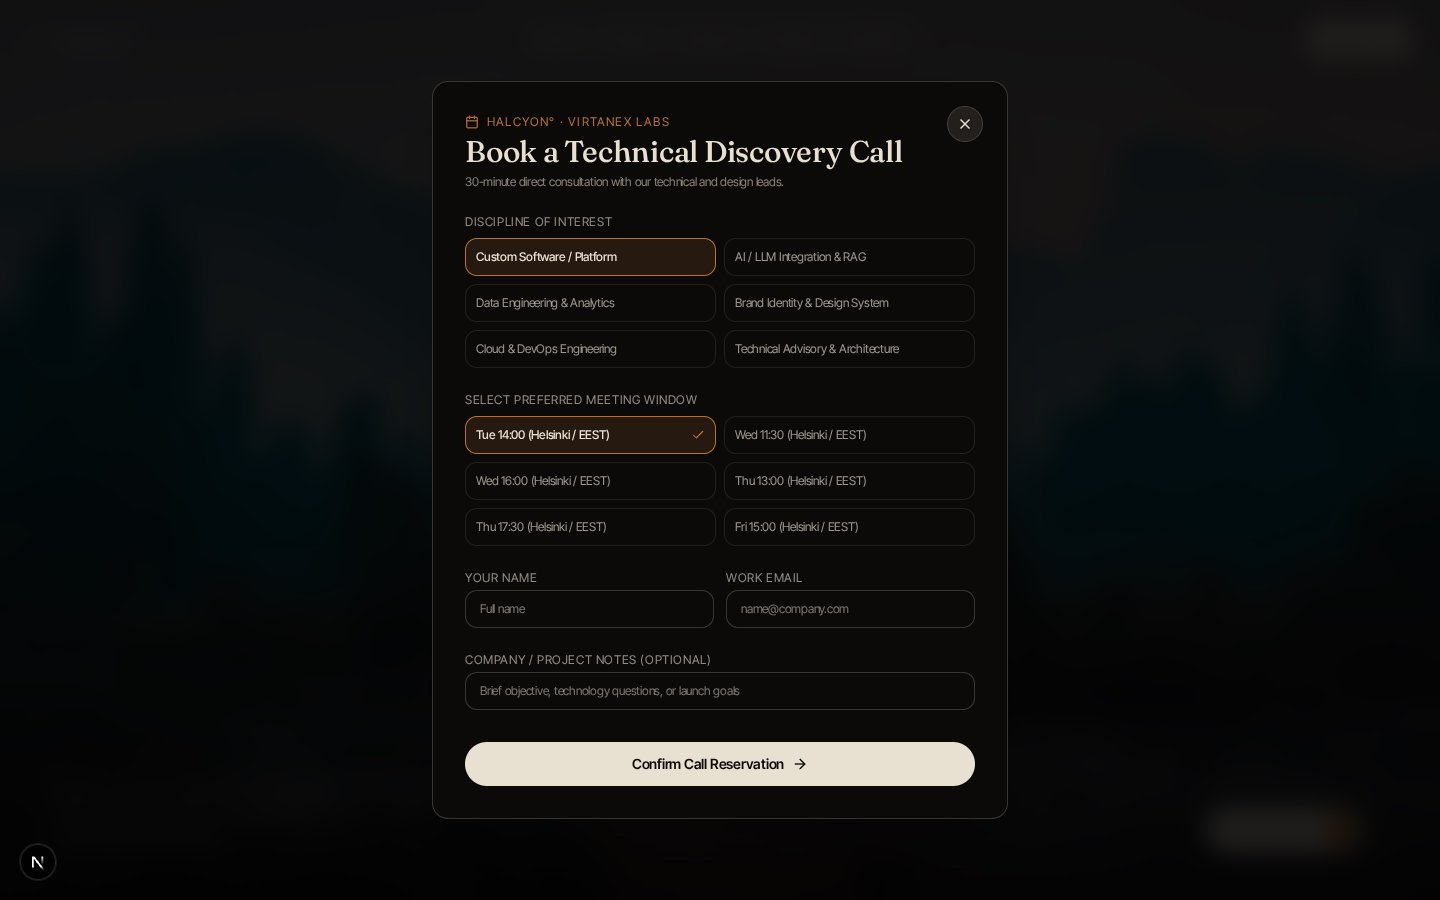 HALCYON° · VIRTANEX LABS
Book a Technical Discovery Call
30-minute direct consultation with our technical and design leads.
DISCIPLINE OF INTEREST
Custom Software / Platform
AI / LLM Integration & RAG
Data Engineering & Analytics
Brand Identity & Design System
Cloud & DevOps Engineering
Technical Advisory & Architecture
SELECT PREFERRED MEETING WINDOW
Tue 14:00 (Helsinki / EEST)
Wed 11:30 (Helsinki / EEST)
Wed 16:00 (Helsinki / EEST)
Thu 13:00 (Helsinki / EEST)
Thu 17:30 (Helsinki / EEST)
Fri 15:00 (Helsinki / EEST)
YOUR NAME
WORK EMAIL
Full name
name@company.com
COMPANY / PROJECT NOTES (OPTIONAL)
Brief objective, technology questions, or launch goals
Confirm Call Reservation
N